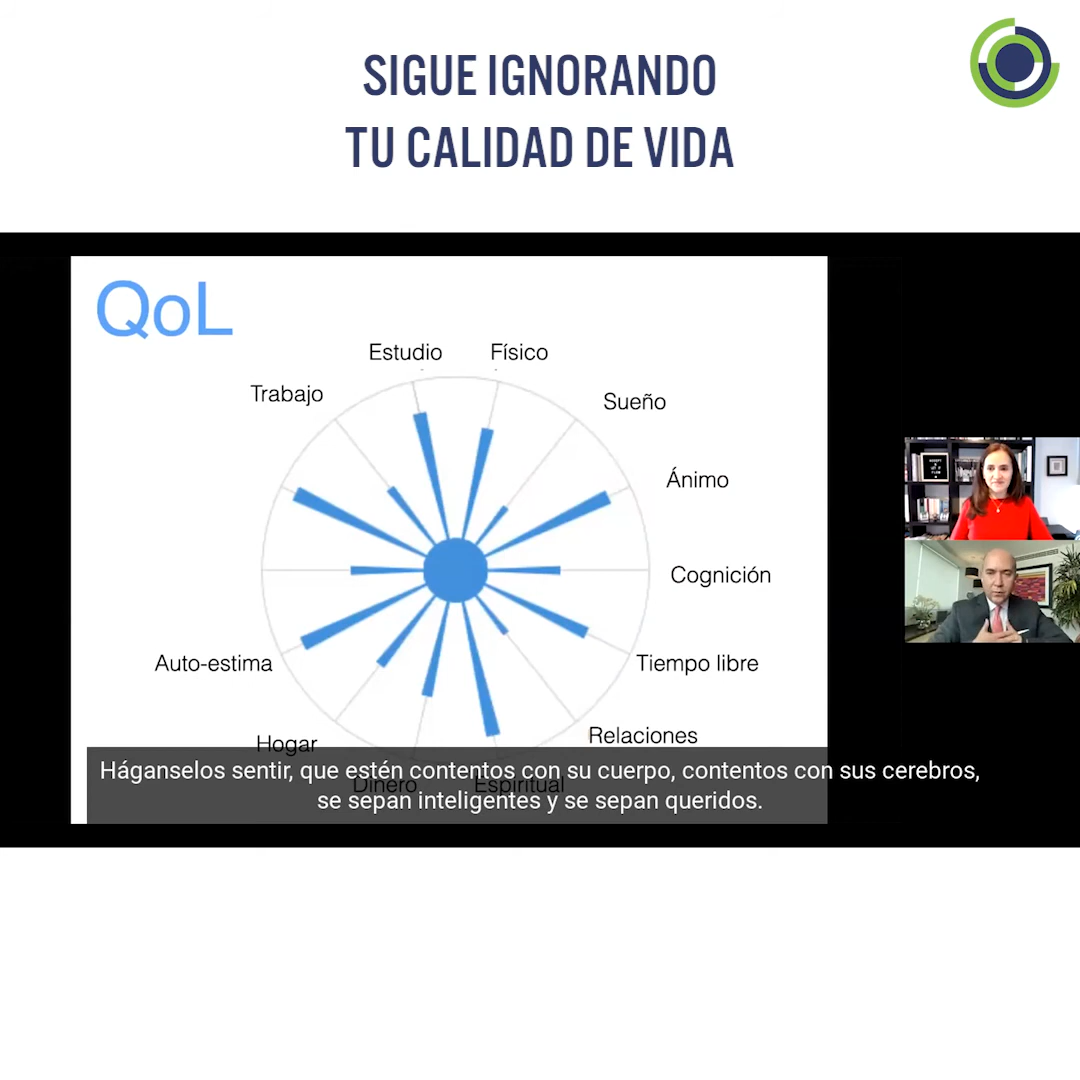 SIGUE IGNORANDO
TU CALIDAD DE VIDA
QoL
Estudio
Físico
Trabajo
Sueño
Ánimo
Cognición
Auto-estima
Tiempo libre
Hogar
Relaciones
Dinero
Espiritual
Háganselos sentir, que estén contentos con su cuerpo, contentos con sus cerebros,
se sepan inteligentes y se sepan queridos.